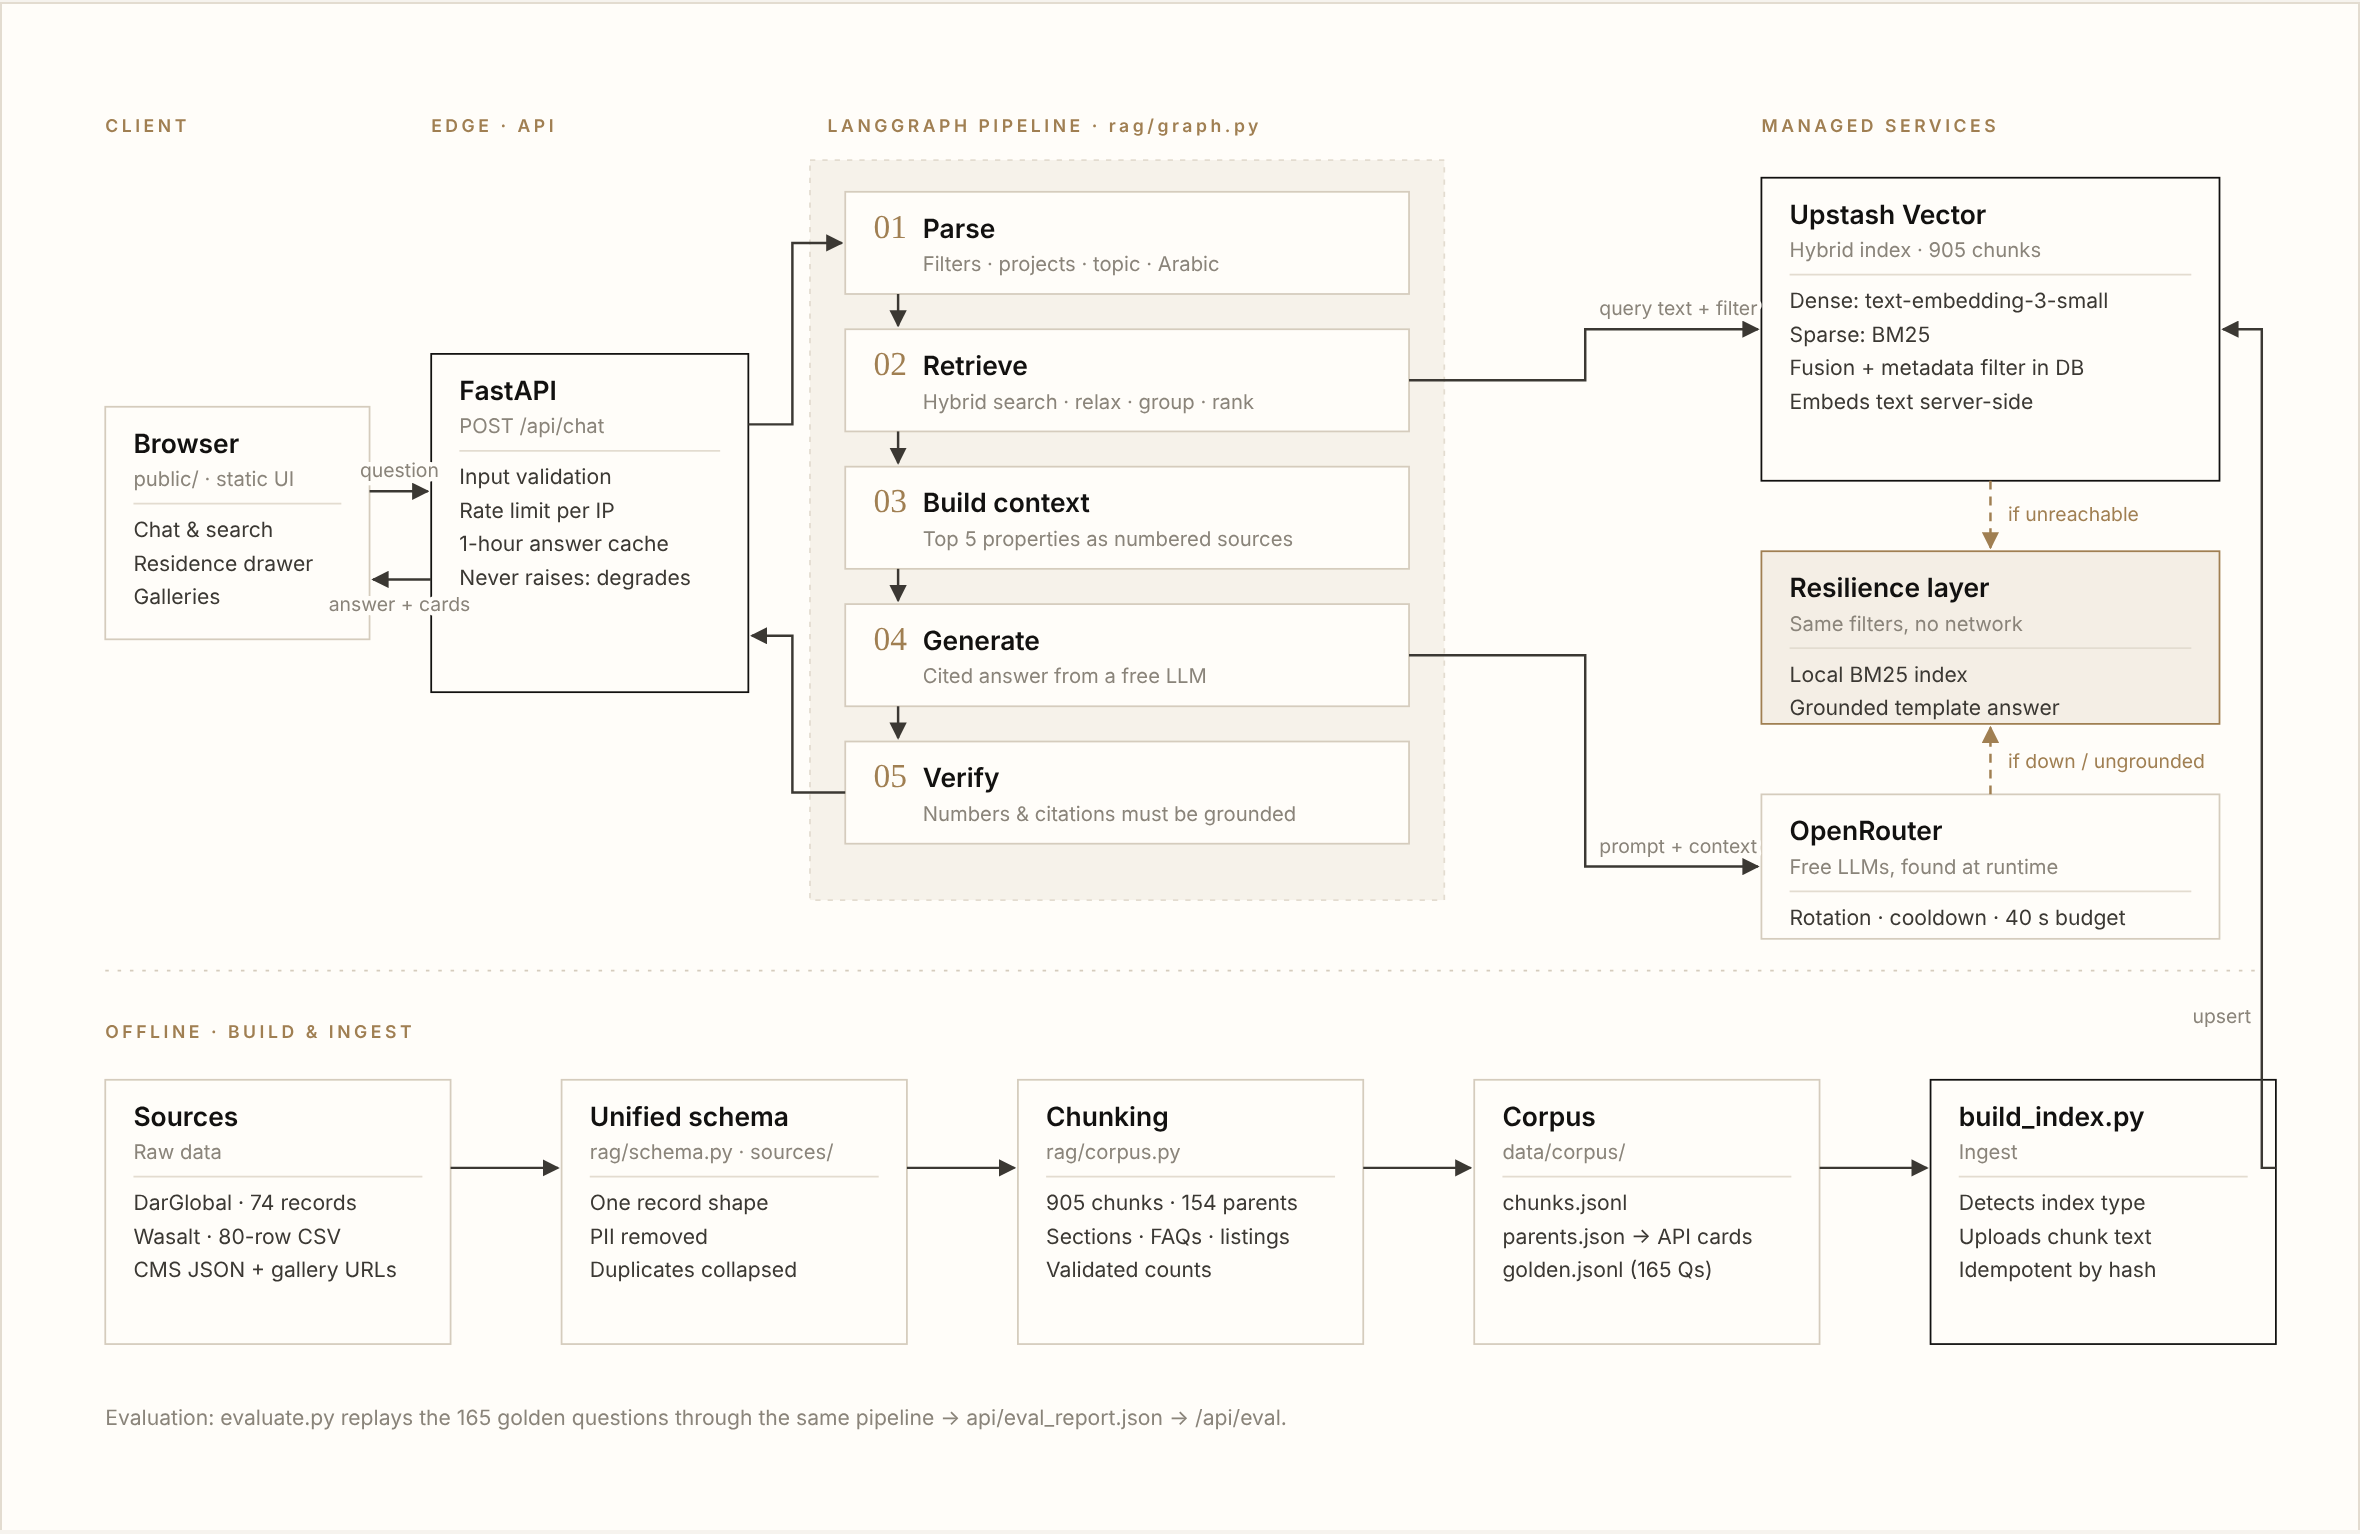 CLIENT
EDGE · API
LANGGRAPH PIPELINE · rag/graph.py
MANAGED SERVICES
Browser
public/ · static UI
Chat & search
Residence drawer
Galleries
question
answer + cards
FastAPI
POST /api/chat
Input validation
Rate limit per IP
1-hour answer cache
Never raises: degrades
01 Parse
Filters · projects · topic · Arabic
02 Retrieve
Hybrid search · relax · group · rank
03 Build context
Top 5 properties as numbered sources
04 Generate
Cited answer from a free LLM
05 Verify
Numbers & citations must be grounded
query text + filter
prompt + context
Upstash Vector
Hybrid index · 905 chunks
Dense: text-embedding-3-small
Sparse: BM25
Fusion + metadata filter in DB
Embeds text server-side
if unreachable
Resilience layer
Same filters, no network
Local BM25 index
Grounded template answer
if down / ungrounded
OpenRouter
Free LLMs, found at runtime
Rotation · cooldown · 40 s budget
upsert
OFFLINE · BUILD & INGEST
Sources
Raw data
DarGlobal · 74 records
Wasalt · 80-row CSV
CMS JSON + gallery URLs
Unified schema
rag/schema.py · sources/
One record shape
PII removed
Duplicates collapsed
Chunking
rag/corpus.py
905 chunks · 154 parents
Sections · FAQs · listings
Validated counts
Corpus
data/corpus/
chunks.jsonl
parents.json → API cards
golden.jsonl (165 Qs)
build_index.py
Ingest
Detects index type
Uploads chunk text
Idempotent by hash
Evaluation: evaluate.py replays the 165 golden questions through the same pipeline → api/eval_report.json → /api/eval.